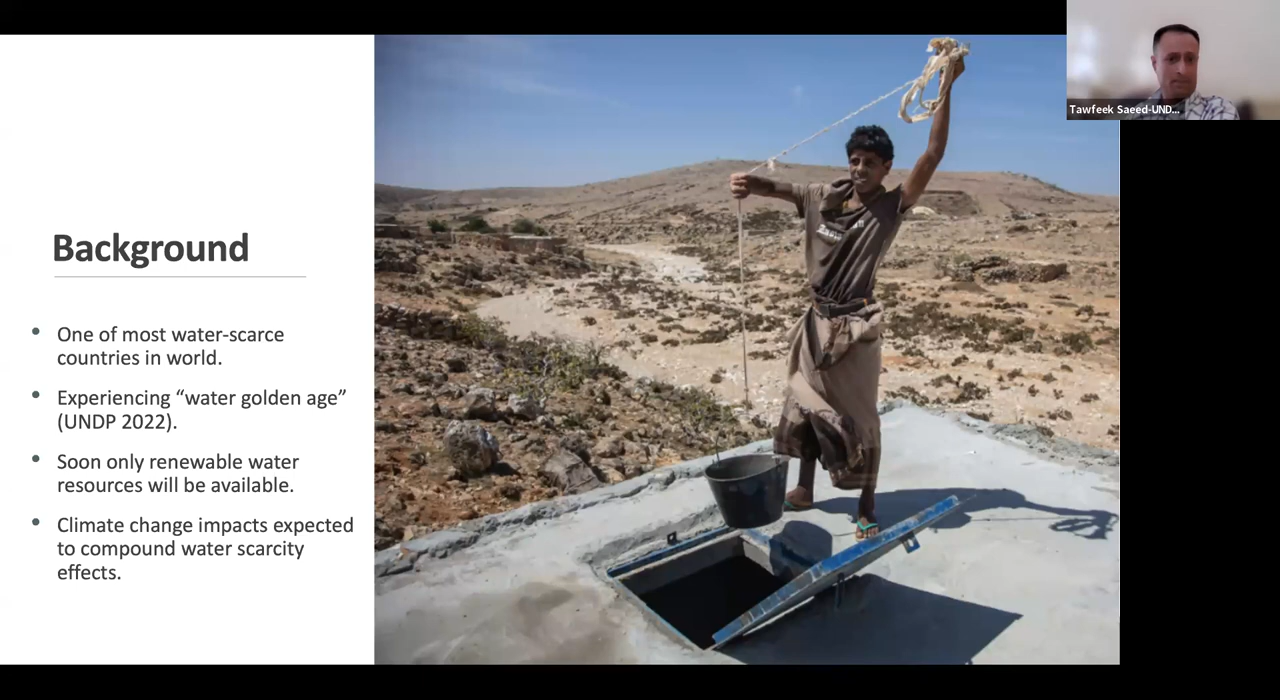 Tawfeek Saeed-UND...
Background
• One of most water-scarce
countries in world.
• Experiencing “water golden age”
(UNDP 2022).
• Soon only renewable water
resources will be available.
• Climate change impacts expected
to compound water scarcity
effects.